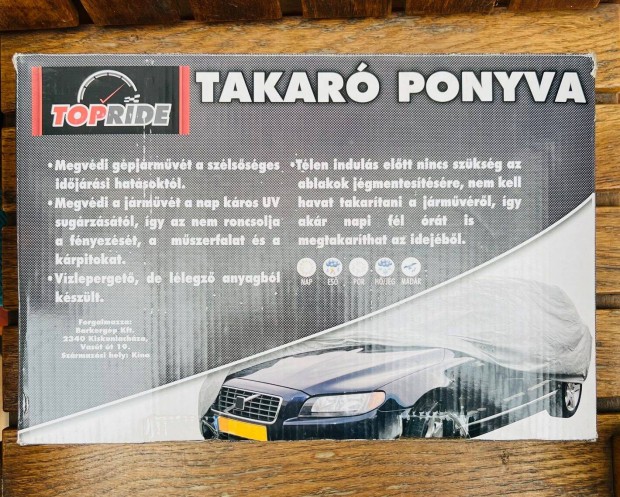 TOPRIDE
TAKARÓ PONYVA
•Megvédi gépjárművét a szélsőséges
időjárási hatásoktól.
•Megvédi a járművét a nap káros UV
sugárzásától, így az nem roncsolja
a fényezését, a műszerfalat és a
kárpitokat.
•Vízlepergető, de lélegző anyagból
készült.
•Télen indulás előtt nincs szükség az
ablakok jégmentesítésére, nem kell
havat takarítani a járművéről, így
akár napi fél órát is
megtakaríthat az idejéből.
NAP ESŐ POR HÓ/JÉG MADÁR
Forgalmazza:
Berkergép Kft.
2340 Kiskunlacháza,
Vasút út 19.
Származási hely: Kína